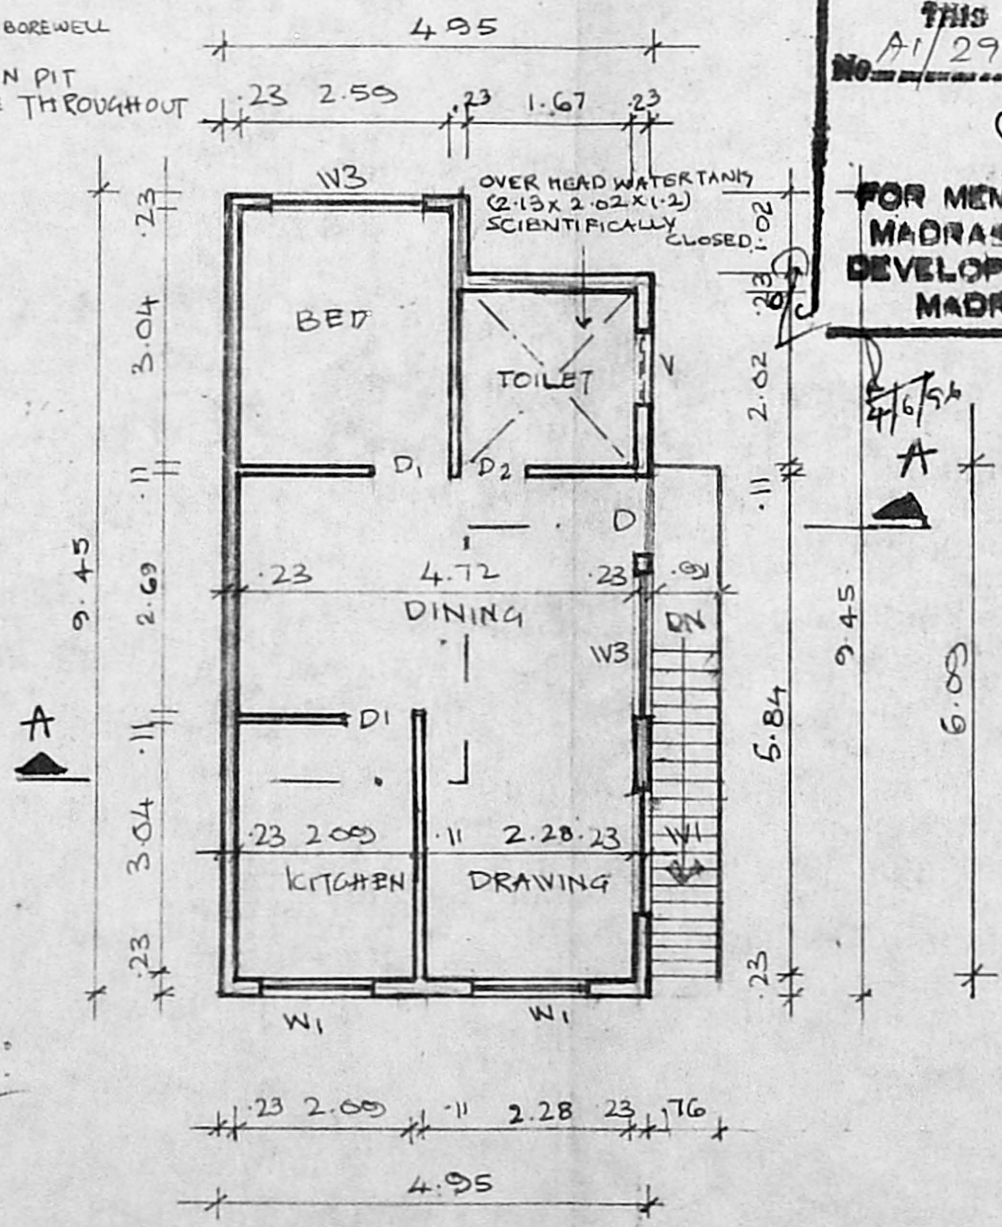 BOREWELL
N PIT
THROUGHOUT
THIS
No. A1/29
FOR MEM
MADRAS
DEVELOP
MADR
4/6/96
4.95
.23 2.59 .23 1.67 .23
W3
OVER HEAD WATER TANK
(2.13 x 2.02 x 1.2)
SCIENTIFICALLY
CLOSED.
.23
3.04
.11
2.69
.11
3.04
.23
9.45
BED
TOILET
V
D1
D2
D
.23 4.72 .23 .91
DINING
DN
W3
D1
.23 2.09 .11 2.28 .23
W1
KITCHEN
DRAWING
W1
W1
.02
.23
2.02
.11
5.84
.23
9.45
6.09
A
A
.23 2.09 .11 2.28 .23 .76
4.95